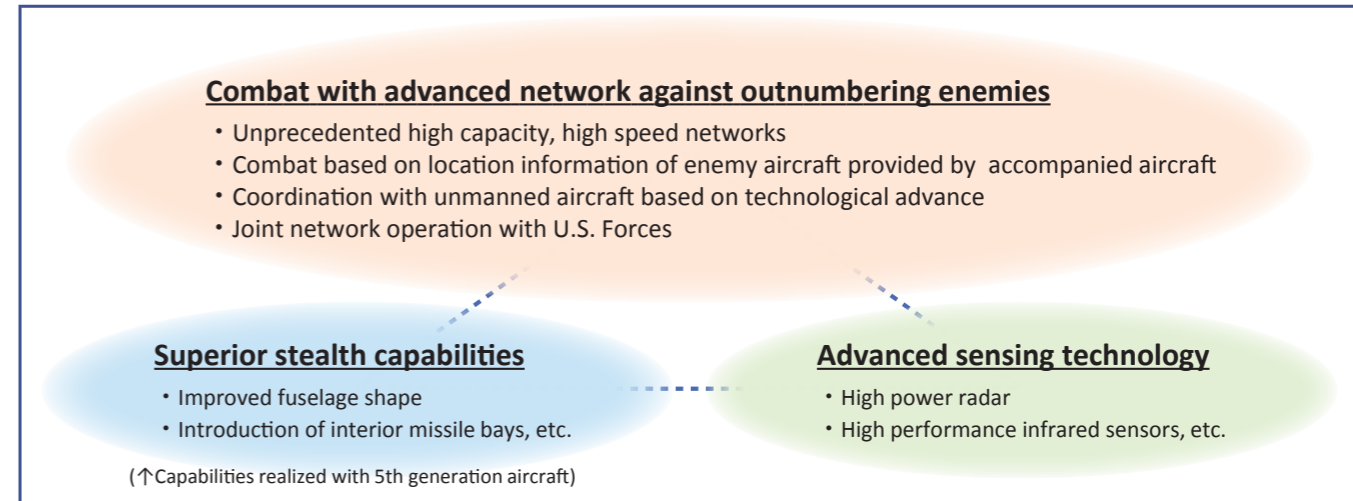 Combat with advanced network against outnumbering enemies
・Unprecedented high capacity, high speed networks
・Combat based on location information of enemy aircraft provided by  accompanied aircraft
・Coordination with unmanned aircraft based on technological advance
・Joint network operation with U.S. Forces
Superior stealth capabilities
・Improved fuselage shape
・Introduction of interior missile bays, etc.
(↑Capabilities realized with 5th generation aircraft)
Advanced sensing technology
・High power radar
・High performance infrared sensors, etc.